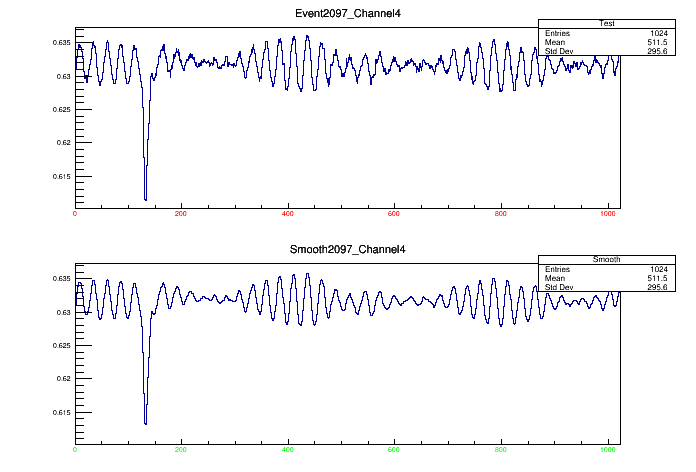 Event2097_Channel4
Test
Entries 1024
Mean 511.5
Std Dev 295.6
0.635
0.63
0.625
0.62
0.615
0 200 400 600 800 1000
Smooth2097_Channel4
Smooth
Entries 1024
Mean 511.5
Std Dev 295.6
0.635
0.63
0.625
0.62
0.615
0 200 400 600 800 1000